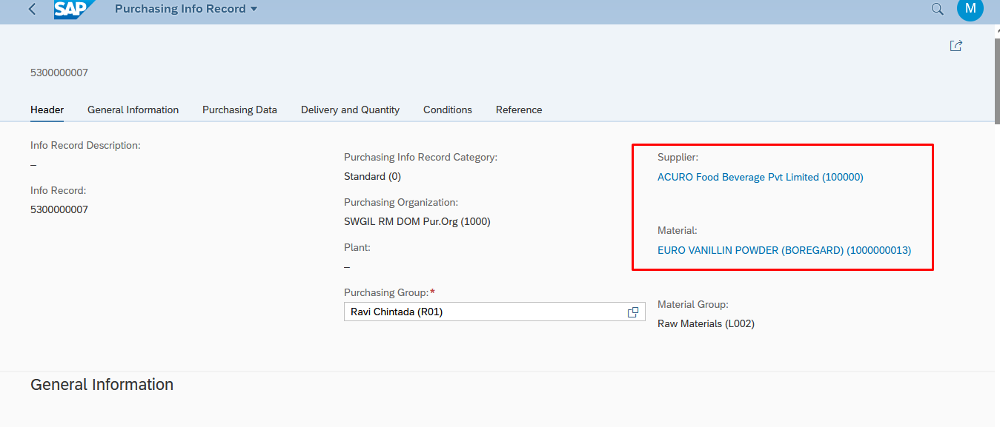 SAP
Purchasing Info Record
M
5300000007
Header
General Information
Purchasing Data
Delivery and Quantity
Conditions
Reference
Info Record Description:
–
Info Record:
5300000007
Purchasing Info Record Category:
Standard (0)
Purchasing Organization:
SWGIL RM DOM Pur.Org (1000)
Plant:
–
Purchasing Group:*
Ravi Chintada (R01)
Supplier:
ACURO Food Beverage Pvt Limited (100000)
Material:
EURO VANILLIN POWDER (BOREGARD) (1000000013)
Material Group:
Raw Materials (L002)
General Information